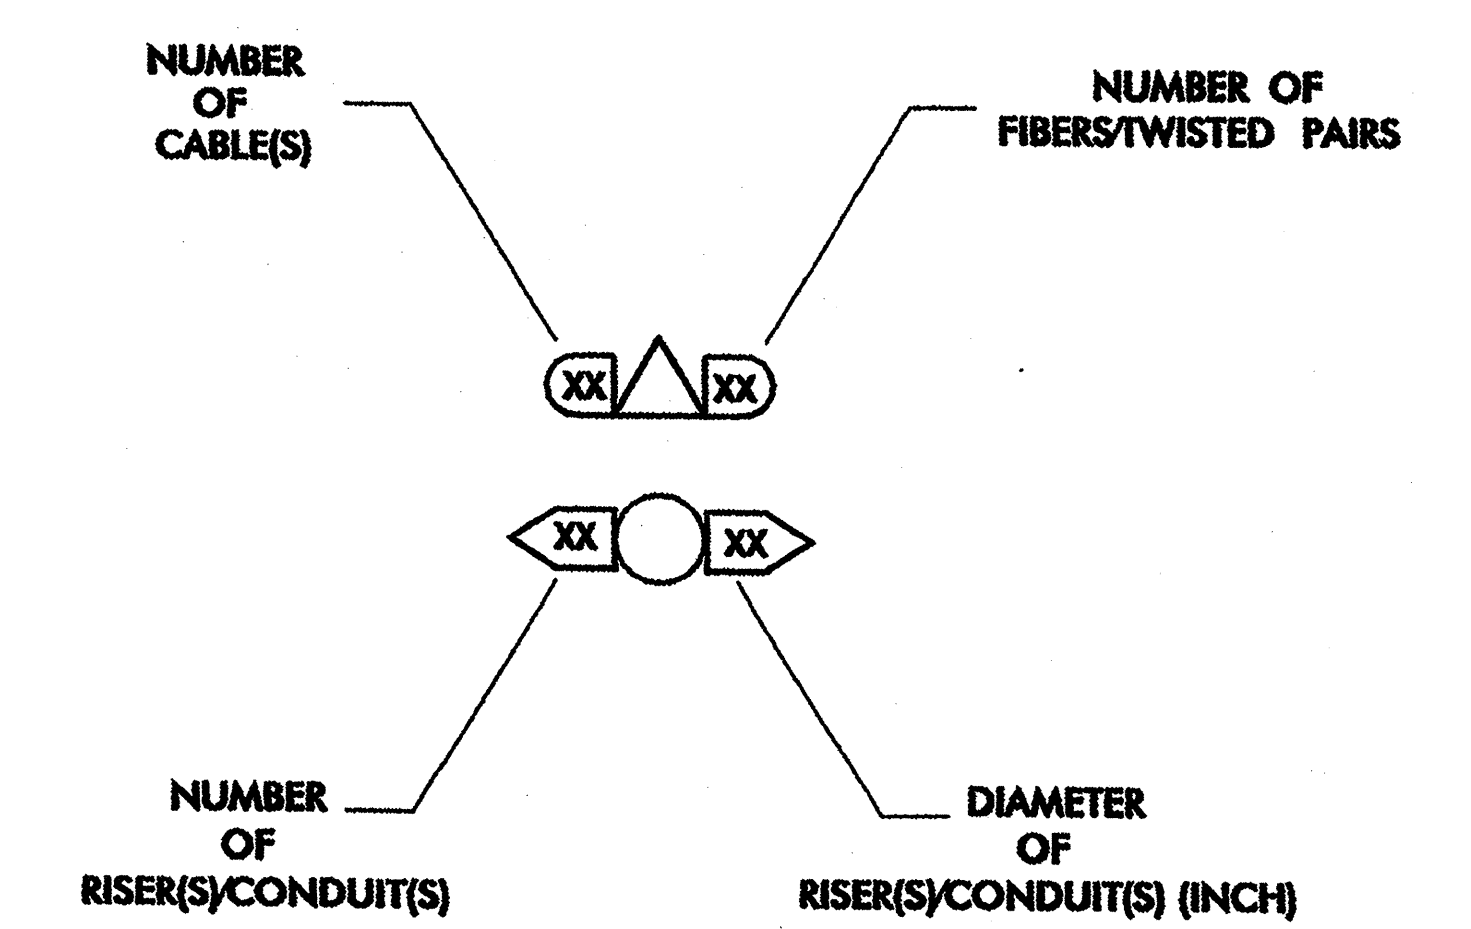 NUMBER
OF
CABLE(S)
NUMBER OF
FIBERS/TWISTED PAIRS
XX
XX
XX
XX
NUMBER
OF
RISER(S)/CONDUIT(S)
DIAMETER
OF
RISER(S)/CONDUIT(S) (INCH)